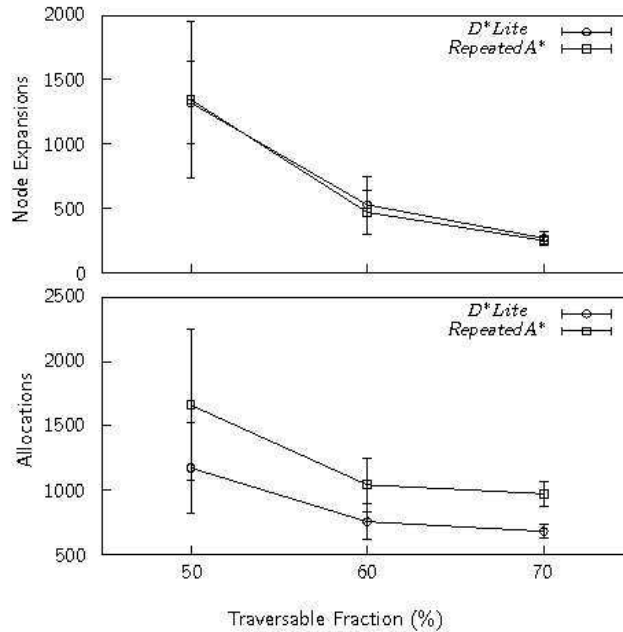 2000
1500
1000
500
0
Node Expansions
D*Lite
RepeatedA*
2500
2000
1500
1000
500
Allocations
D*Lite
RepeatedA*
50 60 70
Traversable Fraction (%)